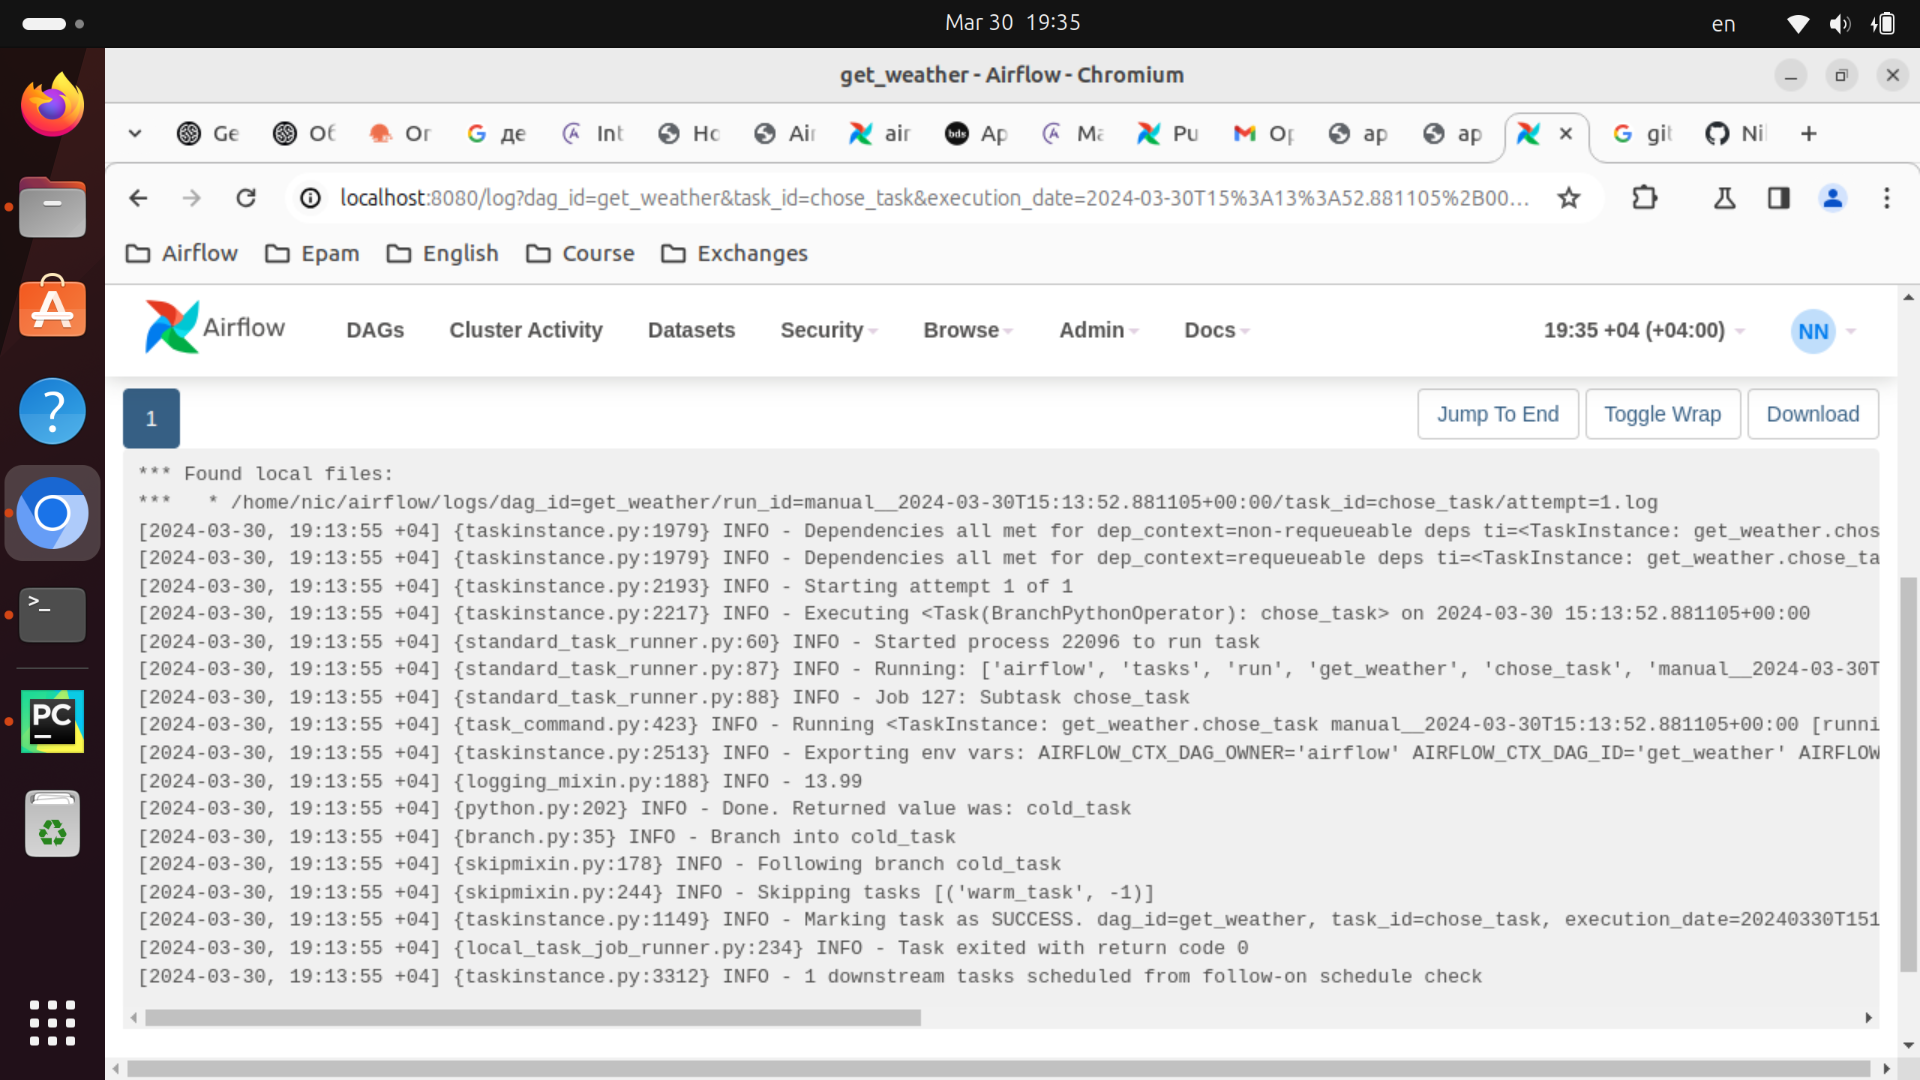 Mar 30 19:35
en
get_weather - Airflow - Chromium
Ge
Об
Or
де
Int
Ho
Air
air
bds
Ap
Ma
Pu
Op
ap
ap
git
Ni
localhost:8080/log?dag_id=get_weather&task_id=chose_task&execution_date=2024-03-30T15%3A13%3A52.881105%2B00...
Airflow
Epam
English
Course
Exchanges
Airflow
DAGs
Cluster Activity
Datasets
Security
Browse
Admin
Docs
19:35 +04 (+04:00)
NN
1
Jump To End
Toggle Wrap
Download
*** Found local files:
***   * /home/nic/airflow/logs/dag_id=get_weather/run_id=manual__2024-03-30T15:13:52.881105+00:00/task_id=chose_task/attempt=1.log
[2024-03-30, 19:13:55 +04] {taskinstance.py:1979} INFO - Dependencies all met for dep_context=non-requeueable deps ti=<TaskInstance: get_weather.chos
[2024-03-30, 19:13:55 +04] {taskinstance.py:1979} INFO - Dependencies all met for dep_context=requeueable deps ti=<TaskInstance: get_weather.chose_ta
[2024-03-30, 19:13:55 +04] {taskinstance.py:2193} INFO - Starting attempt 1 of 1
[2024-03-30, 19:13:55 +04] {taskinstance.py:2217} INFO - Executing <Task(BranchPythonOperator): chose_task> on 2024-03-30 15:13:52.881105+00:00
[2024-03-30, 19:13:55 +04] {standard_task_runner.py:60} INFO - Started process 22096 to run task
[2024-03-30, 19:13:55 +04] {standard_task_runner.py:87} INFO - Running: ['airflow', 'tasks', 'run', 'get_weather', 'chose_task', 'manual__2024-03-30T
[2024-03-30, 19:13:55 +04] {standard_task_runner.py:88} INFO - Job 127: Subtask chose_task
[2024-03-30, 19:13:55 +04] {task_command.py:423} INFO - Running <TaskInstance: get_weather.chose_task manual__2024-03-30T15:13:52.881105+00:00 [runni
[2024-03-30, 19:13:55 +04] {taskinstance.py:2513} INFO - Exporting env vars: AIRFLOW_CTX_DAG_OWNER='airflow' AIRFLOW_CTX_DAG_ID='get_weather' AIRFLOW
[2024-03-30, 19:13:55 +04] {logging_mixin.py:188} INFO - 13.99
[2024-03-30, 19:13:55 +04] {python.py:202} INFO - Done. Returned value was: cold_task
[2024-03-30, 19:13:55 +04] {branch.py:35} INFO - Branch into cold_task
[2024-03-30, 19:13:55 +04] {skipmixin.py:178} INFO - Following branch cold_task
[2024-03-30, 19:13:55 +04] {skipmixin.py:244} INFO - Skipping tasks [('warm_task', -1)]
[2024-03-30, 19:13:55 +04] {taskinstance.py:1149} INFO - Marking task as SUCCESS. dag_id=get_weather, task_id=chose_task, execution_date=20240330T151
[2024-03-30, 19:13:55 +04] {local_task_job_runner.py:234} INFO - Task exited with return code 0
[2024-03-30, 19:13:55 +04] {taskinstance.py:3312} INFO - 1 downstream tasks scheduled from follow-on schedule check
PC